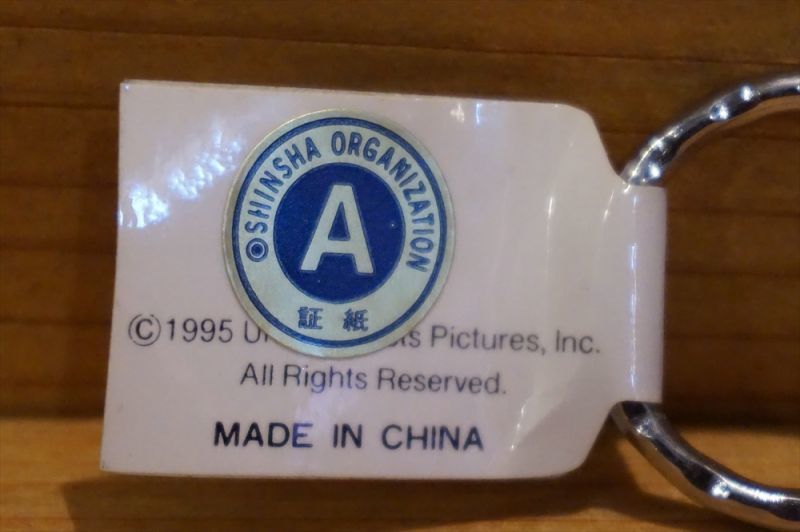 SHINSHA ORGANIZATION
A
証紙
©1995 Pictures, Inc.
All Rights Reserved.
MADE IN CHINA